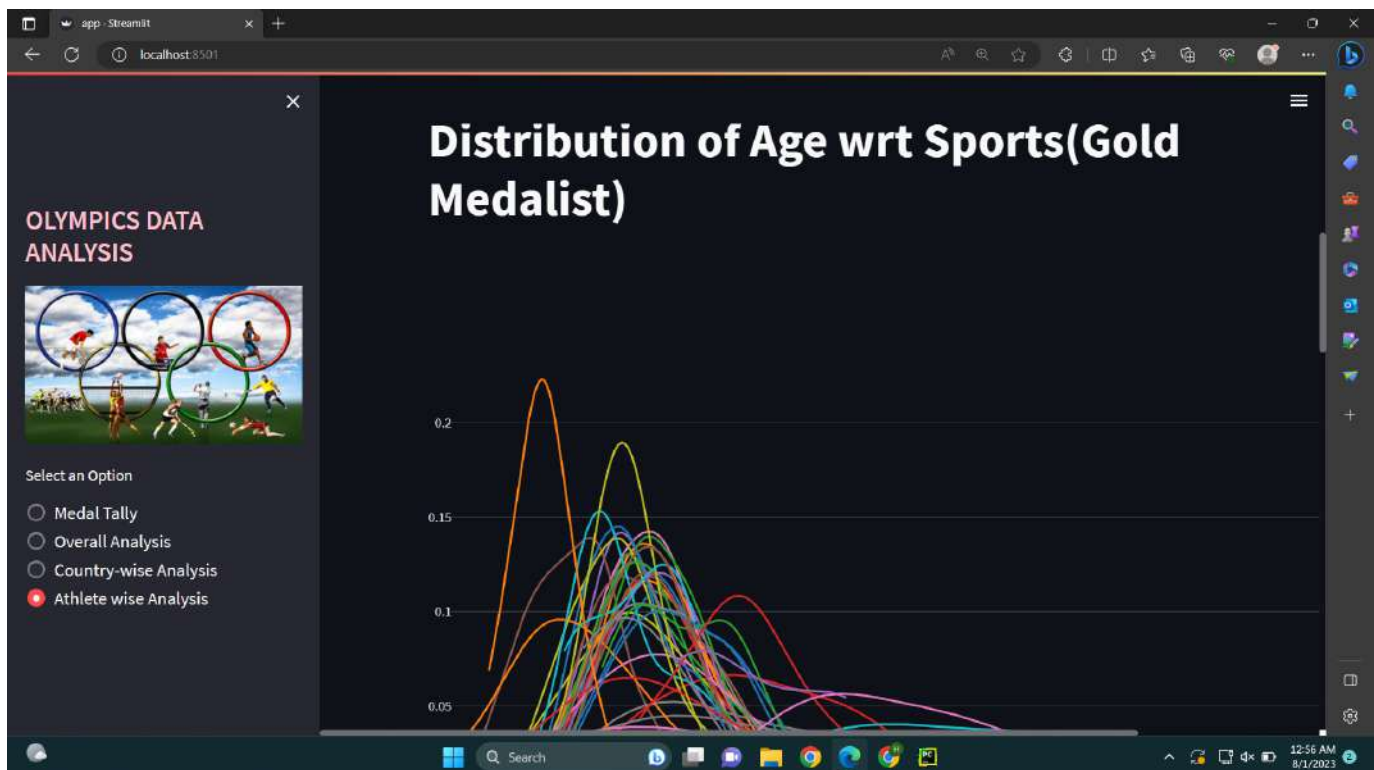 app · Streamlit
localhost:8501
Distribution of Age wrt Sports(Gold
Medalist)
OLYMPICS DATA
ANALYSIS
Select an Option
Medal Tally
Overall Analysis
Country-wise Analysis
Athlete wise Analysis
0.2
0.15
0.1
0.05
Search
12:56 AM
8/1/2023